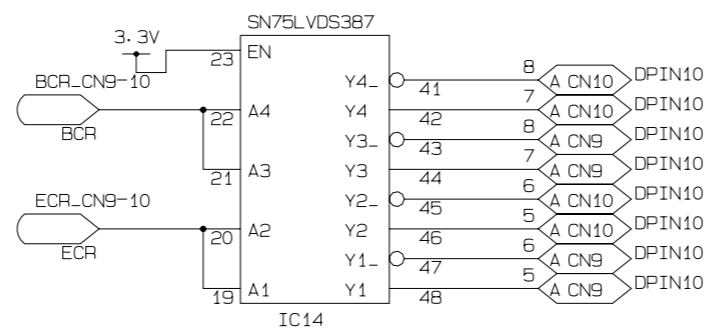 SN75LVDS387
3.3V
23 EN
BCR_CN9-10
BCR
22 A4
21 A3
ECR_CN9-10
ECR
20 A2
19 A1
Y4_ 41 8 A CN10 DPIN10
Y4 42 7 A CN10 DPIN10
Y3_ 43 8 A CN9 DPIN10
Y3 44 7 A CN9 DPIN10
Y2_ 45 6 A CN10 DPIN10
Y2 46 5 A CN10 DPIN10
Y1_ 47 6 A CN9 DPIN10
Y1 48 5 A CN9 DPIN10
IC14